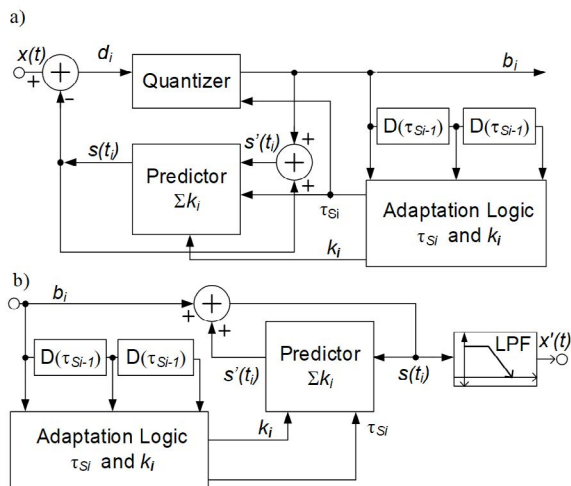 a)
x(t)
+
+
−
d_i
Quantizer
b_i
D(τ_Si-1)
D(τ_Si-1)
s(t_i)
s'(t_i)
+
+
+
Predictor
Σk_i
τ_Si
k_i
Adaptation Logic
τ_Si and k_i
b)
b_i
+
+
+
D(τ_Si-1)
D(τ_Si-1)
s'(t_i)
Predictor
Σk_i
s(t_i)
LPF
x'(t)
Adaptation Logic
τ_Si and k_i
k_i
τ_Si